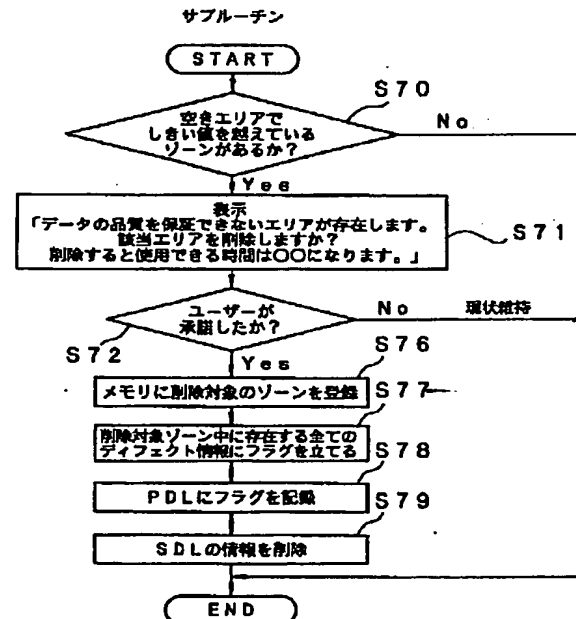 サブルーチン
START
S70
空きエリアで
しきい値を越えている
ゾーンがあるか?
No
Yes
表示
「データの品質を保証できないエリアが存在します。
該当エリアを削除しますか?
削除すると使用できる時間は〇〇になります。」
S71
ユーザーが
承諾したか?
No
現状維持
S72
Yes
S76
メモリに削除対象のゾーンを登録
S77
削除対象ゾーン中に存在する全ての
ディフェクト情報にフラグを立てる
S78
PDLにフラグを記録
S79
SDLの情報を削除
END